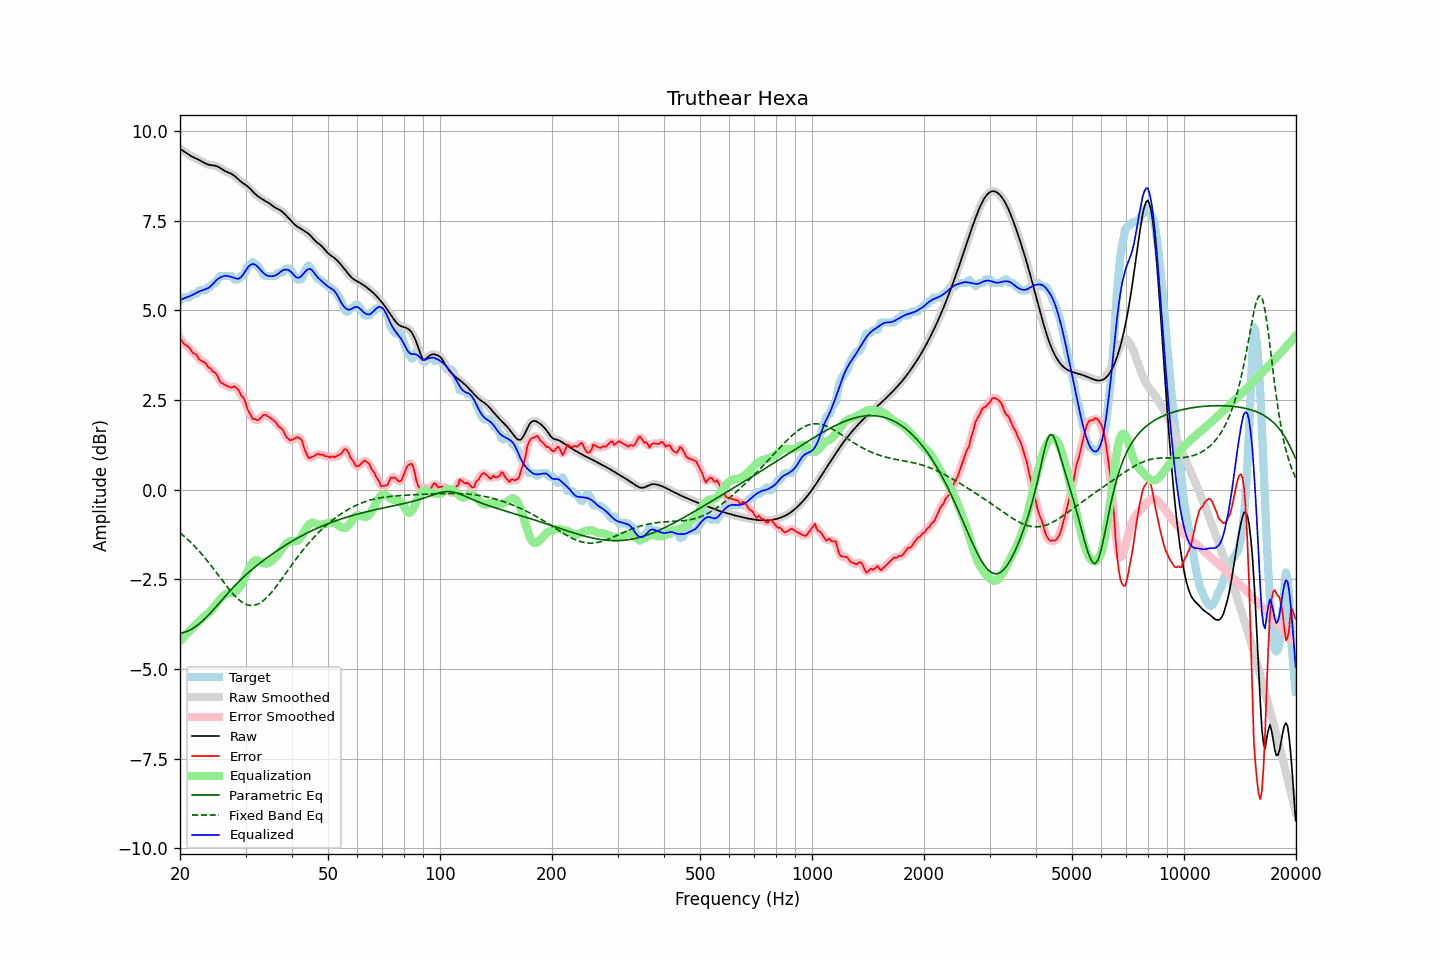 Truthear Hexa
10.0
7.5
5.0
2.5
0.0
−2.5
−5.0
−7.5
−10.0
Amplitude (dBr)
Target
Raw Smoothed
Error Smoothed
Raw
Error
Equalization
Parametric Eq
Fixed Band Eq
Equalized
20 50 100 200 500 1000 2000 5000 10000 20000
Frequency (Hz)